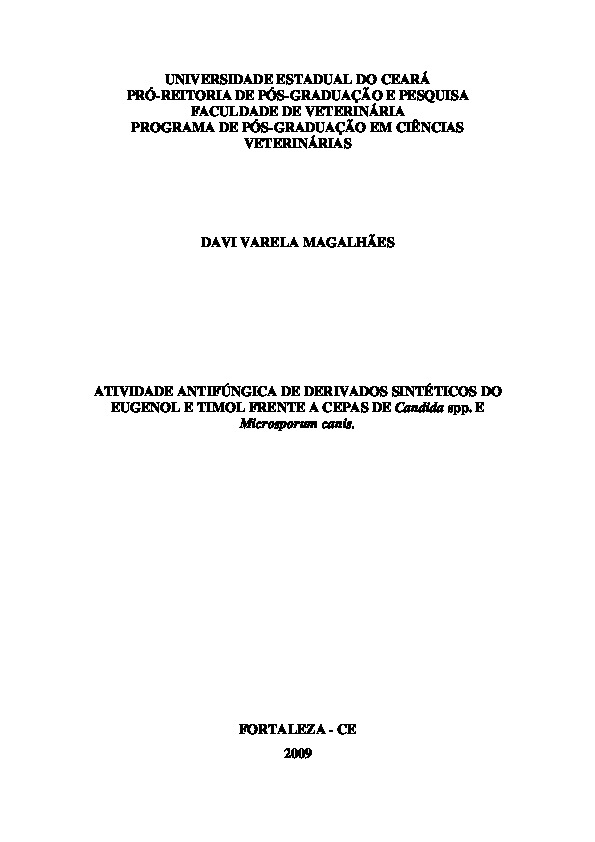 UNIVERSIDADE ESTADUAL DO CEARÁ
PRÓ-REITORIA DE PÓS-GRADUAÇÃO E PESQUISA
FACULDADE DE VETERINÁRIA
PROGRAMA DE PÓS-GRADUAÇÃO EM CIÊNCIAS
VETERINÁRIAS
DAVI VARELA MAGALHÃES
ATIVIDADE ANTIFÚNGICA DE DERIVADOS SINTÉTICOS DO
EUGENOL E TIMOL FRENTE A CEPAS DE Candida spp. E
Microsporum canis.
FORTALEZA - CE
2009